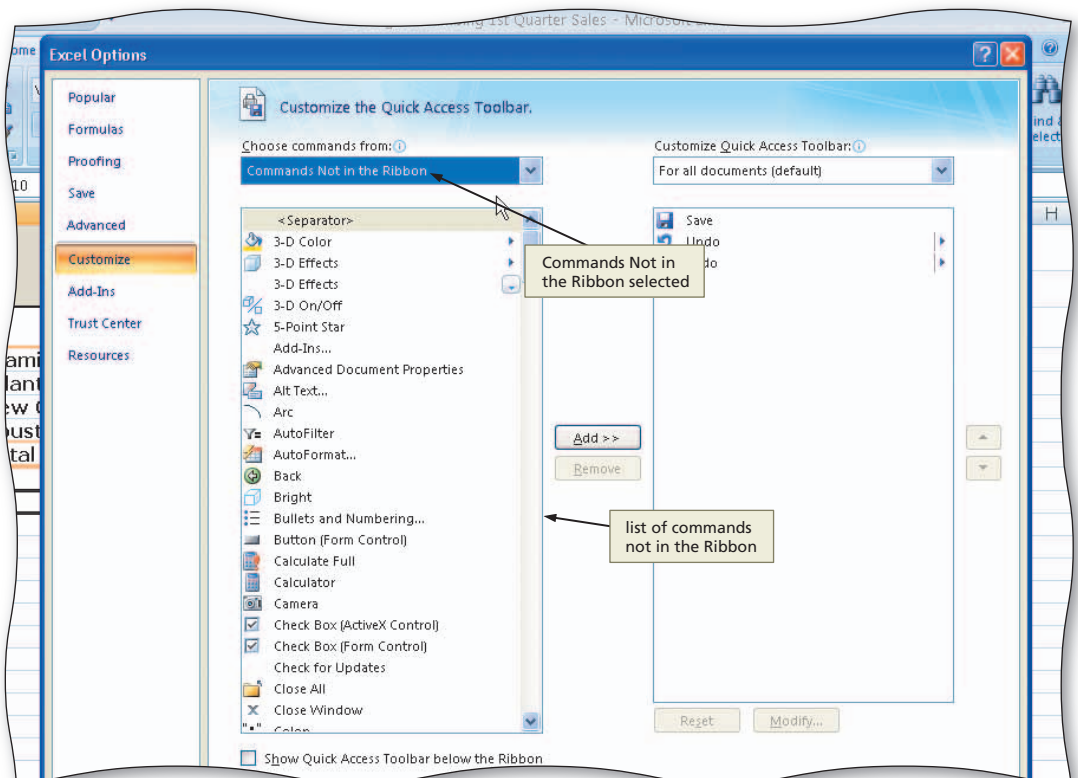 1st Quarter Sales - 
Excel Options
Popular
Formulas
Proofing
Save
Advanced
Customize
Add-Ins
Trust Center
Resources
Customize the Quick Access Toolbar.
Choose commands from:
Commands Not in the Ribbon
<Separator>
3-D Color
3-D Effects
3-D Effects
3-D On/Off
5-Point Star
Add-Ins...
Advanced Document Properties
Alt Text...
Arc
AutoFilter
AutoFormat...
Back
Bright
Bullets and Numbering...
Button (Form Control)
Calculate Full
Calculator
Camera
Check Box (ActiveX Control)
Check Box (Form Control)
Check for Updates
Close All
Close Window
Show Quick Access Toolbar below the Ribbon
Add >>
Remove
Customize Quick Access Toolbar:
For all documents (default)
Save
Undo
Reset
Modify...
Commands Not in
the Ribbon selected
list of commands
not in the Ribbon
H
10